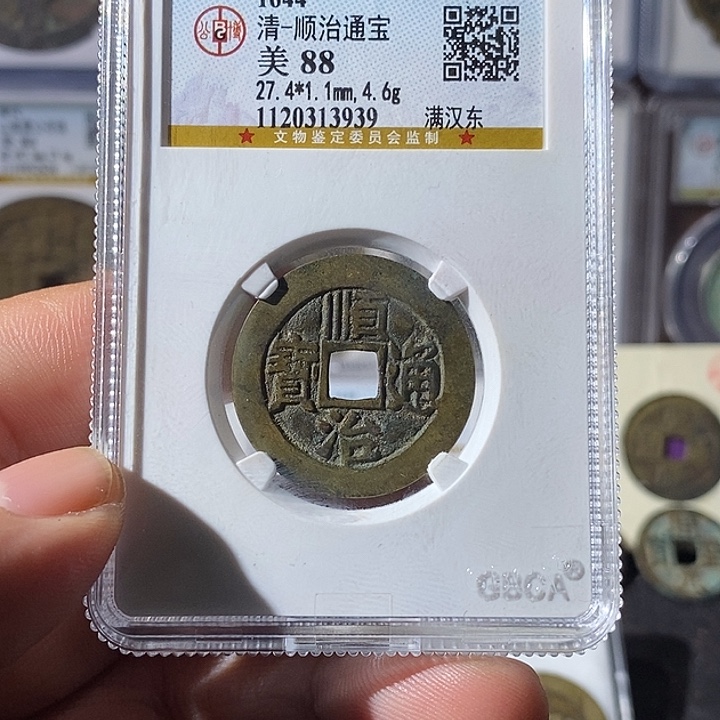 1644
清-顺治通宝
美 88
27.4*1.1mm,4.6g
1120313939 满汉东
★ 文物鉴定委员会监制 ★
順
寶 通
治
GBCA®